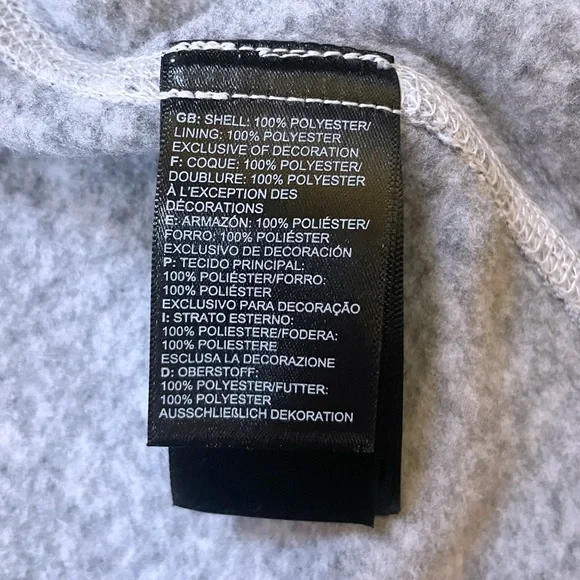 GB: SHELL: 100% POLYESTER/
LINING: 100% POLYESTER
EXCLUSIVE OF DECORATION
F: COQUE: 100% POLYESTER/
DOUBLURE: 100% POLYESTER
À L'EXCEPTION DES
DÉCORATIONS
E: ARMAZÓN: 100% POLIÉSTER/
FORRO: 100% POLIÉSTER
EXCLUSIVO DE DECORACIÓN
P: TECIDO PRINCIPAL:
100% POLIÉSTER/FORRO:
100% POLIÉSTER
EXCLUSIVO PARA DECORAÇÃO
I: STRATO ESTERNO:
100% POLIESTERE/FODERA:
100% POLIESTERE
ESCLUSA LA DECORAZIONE
D: OBERSTOFF:
100% POLYESTER/FUTTER:
100% POLYESTER
AUSSCHLIEßLICH DEKORATION